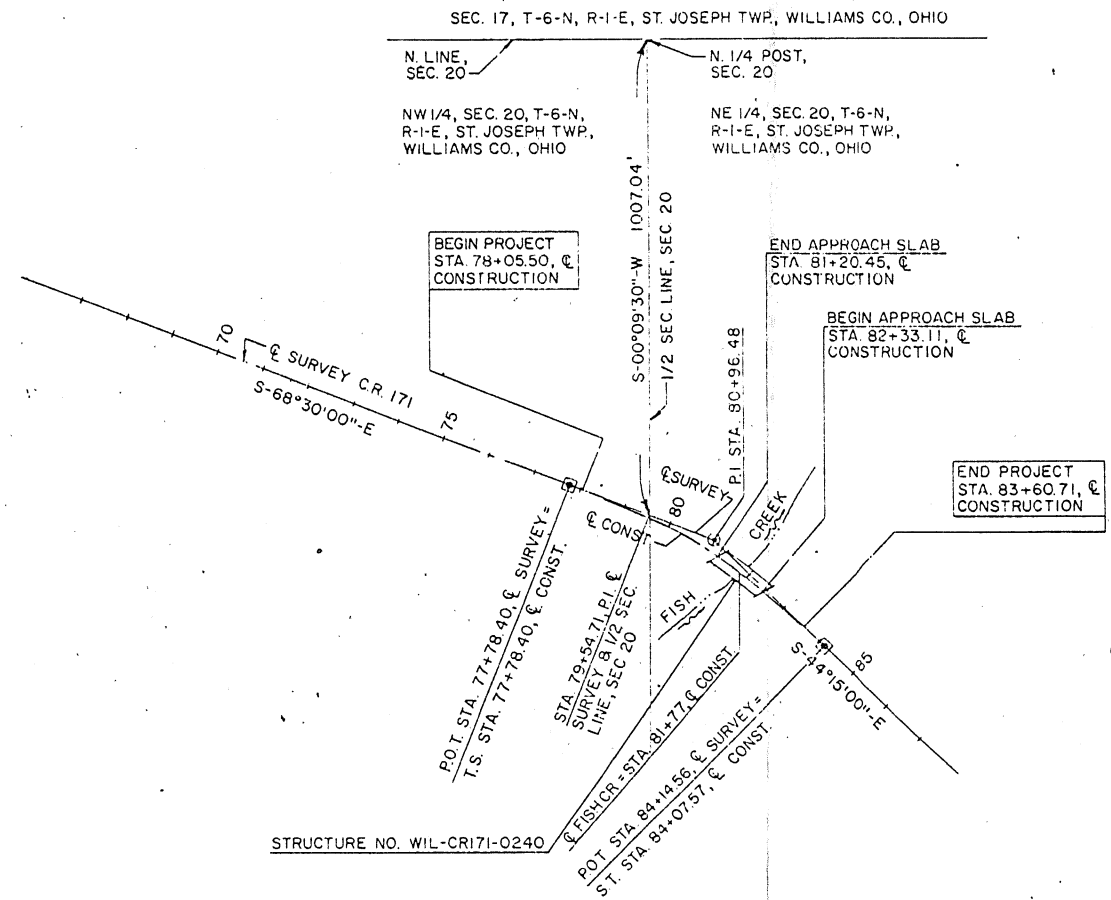 SEC. 17, T-6-N, R-1-E, ST. JOSEPH TWP., WILLIAMS CO., OHIO
N. LINE,
SEC. 20
N. 1/4 POST,
SEC. 20
NW 1/4, SEC. 20, T-6-N,
R-1-E, ST. JOSEPH TWP.,
WILLIAMS CO., OHIO
NE 1/4, SEC. 20, T-6-N,
R-1-E, ST. JOSEPH TWP.,
WILLIAMS CO., OHIO
S-00°09'30"-W 1007.04'
1/2 SEC. LINE, SEC. 20
BEGIN PROJECT
STA. 78+05.50, ℄
CONSTRUCTION
END APPROACH SLAB
STA. 81+20.45, ℄
CONSTRUCTION
BEGIN APPROACH SLAB
STA. 82+33.11, ℄
CONSTRUCTION
70
℄ SURVEY C.R. 171
S-68°30'00"-E
75
P.I. STA. 80+96.48
℄ SURVEY
80
℄ CONST.
CREEK
FISH
END PROJECT
STA. 83+60.71, ℄
CONSTRUCTION
P.O.T. STA. 77+78.40, ℄ SURVEY =
T.S. STA. 77+78.40, ℄ CONST.
STA. 79+54.71, P.I. ℄
SURVEY & 1/2 SEC.
LINE, SEC 20
85
S-44°15'00"-E
℄ FISH CR = STA. 81+77, ℄ CONST.
P.O.T. STA. 84+14.56, ℄ SURVEY =
S.T. STA. 84+07.57, ℄ CONST.
STRUCTURE NO. WIL-CR171-0240